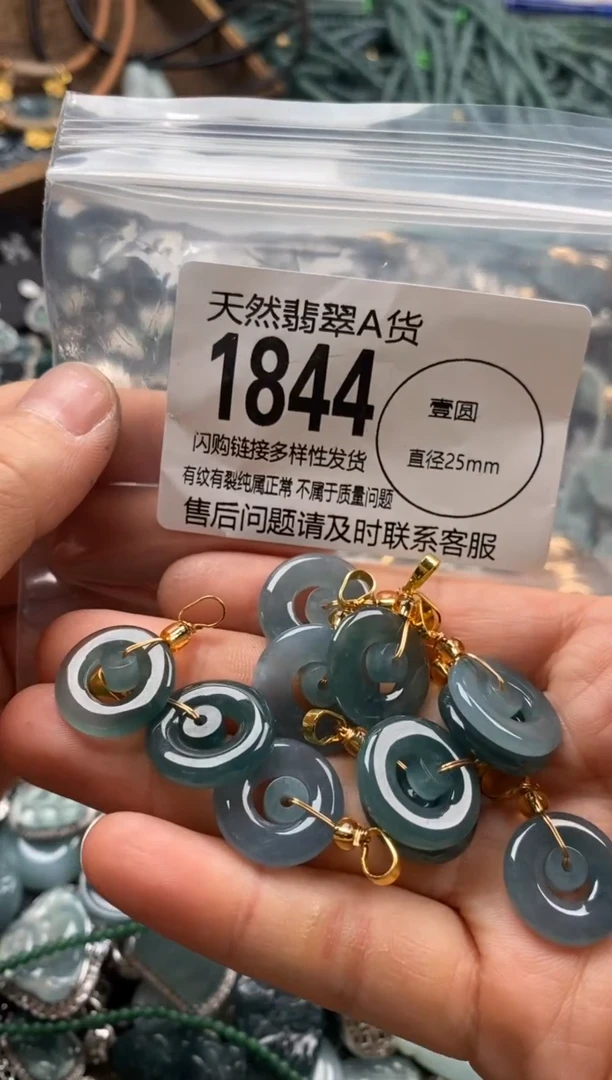 天然翡翠A货
1844
闪购链接多样性发货
有纹有裂纯属正常 不属于质量问题
售后问题请及时联系客服
壹圆
直径25mm